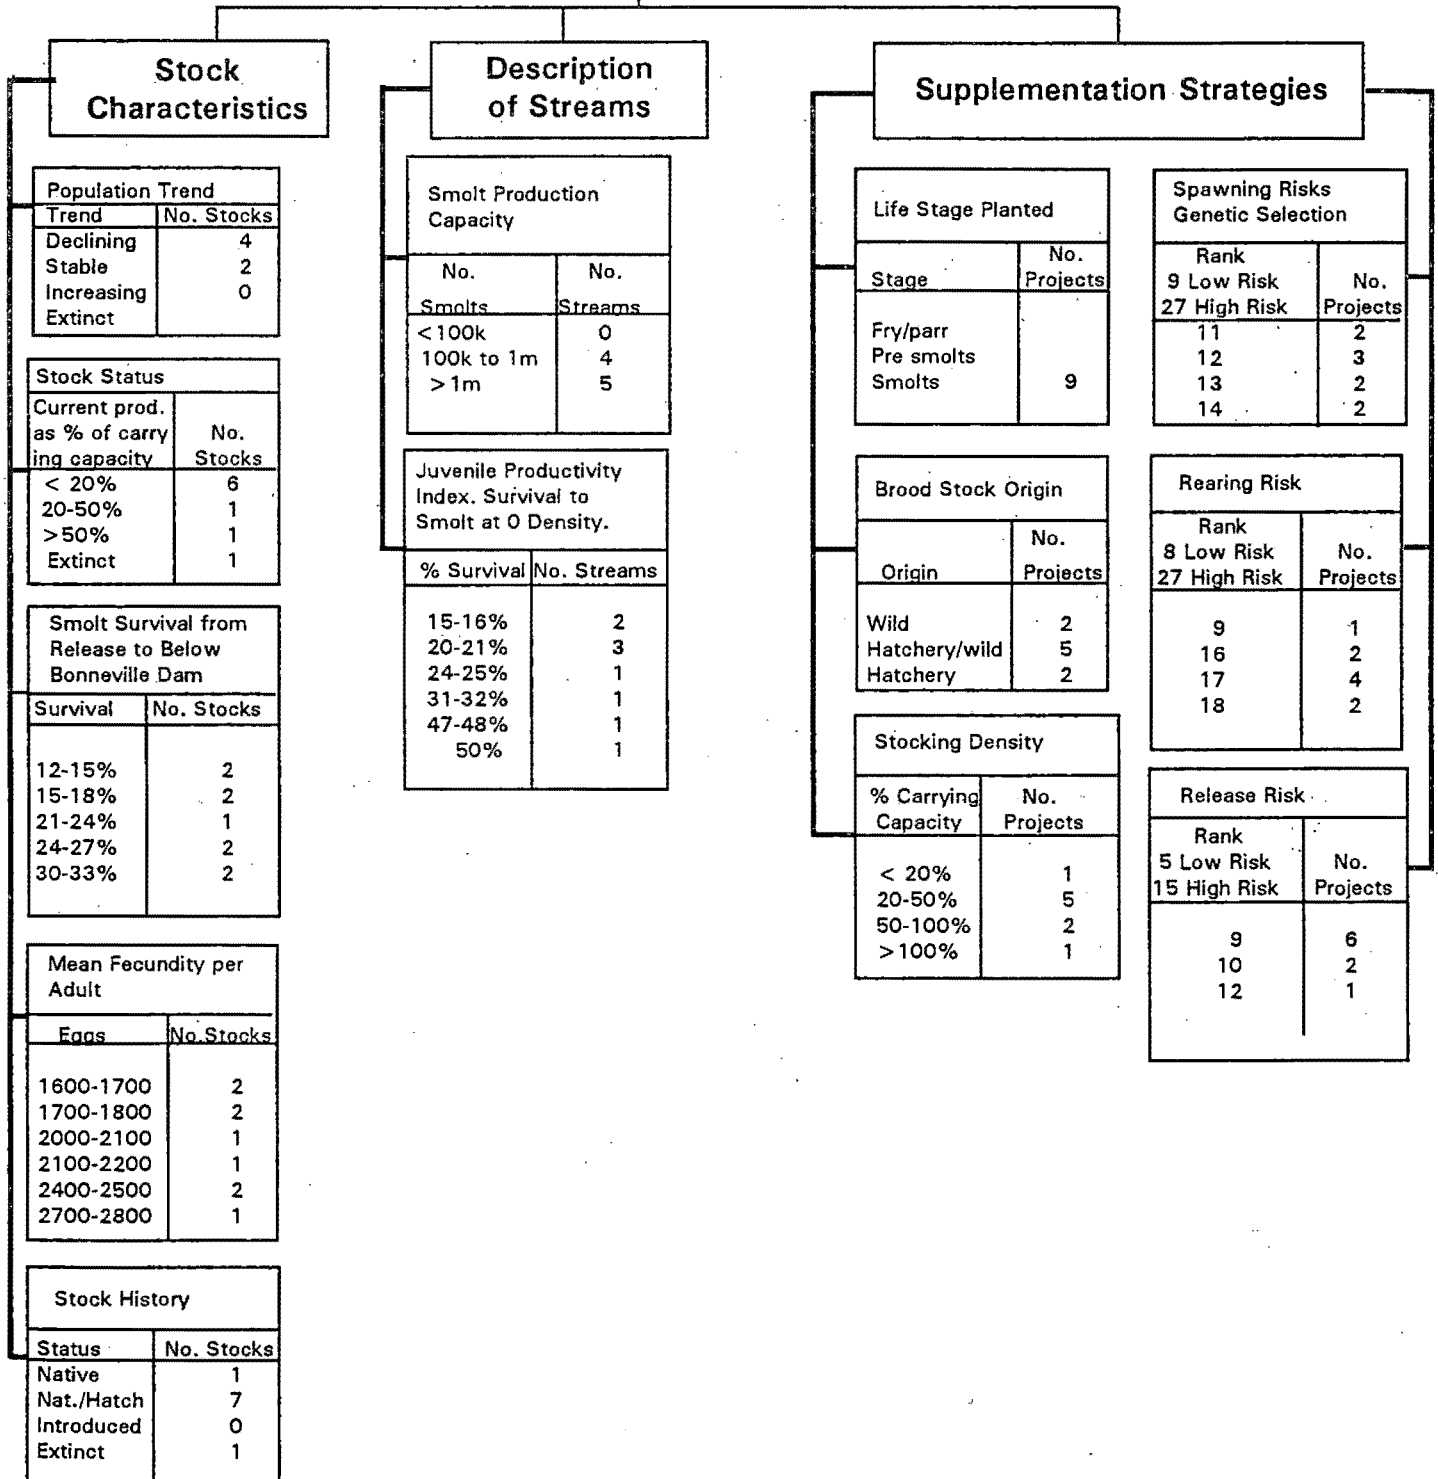 Stock
Characteristics
Population Trend
Trend No. Stocks
Declining 4
Stable 2
Increasing 0
Extinct
Stock Status
Current prod.
as % of carry No.
ing capacity Stocks
< 20% 6
20-50% 1
>50% 1
Extinct 1
Smolt Survival from
Release to Below
Bonneville Dam
Survival No. Stocks
12-15% 2
15-18% 2
21-24% 1
24-27% 2
30-33% 2
Mean Fecundity per
Adult
Eggs No.Stocks
1600-1700 2
1700-1800 2
2000-2100 1
2100-2200 1
2400-2500 2
2700-2800 1
Stock History
Status No. Stocks
Native 1
Nat./Hatch 7
Introduced 0
Extinct 1
Description
of Streams
Smolt Production
Capacity
No. No.
Smolts Streams
<100k 0
100k to 1m 4
>1m 5
Juvenile Productivity
Index. Survival to
Smolt at 0 Density.
% Survival No. Streams
15-16% 2
20-21% 3
24-25% 1
31-32% 1
47-48% 1
50% 1
Supplementation Strategies
Life Stage Planted
No.
Stage Projects
Fry/parr
Pre smolts
Smolts 9
Brood Stock Origin
No.
Origin Projects
Wild 2
Hatchery/wild 5
Hatchery 2
Stocking Density
% Carrying No.
Capacity Projects
< 20% 1
20-50% 5
50-100% 2
>100% 1
Spawning Risks
Genetic Selection
Rank
9 Low Risk No.
27 High Risk Projects
11 2
12 3
13 2
14 2
Rearing Risk
Rank
8 Low Risk No.
27 High Risk Projects
9 1
16 2
17 4
18 2
Release Risk
Rank
5 Low Risk No.
15 High Risk Projects
9 6
10 2
12 1